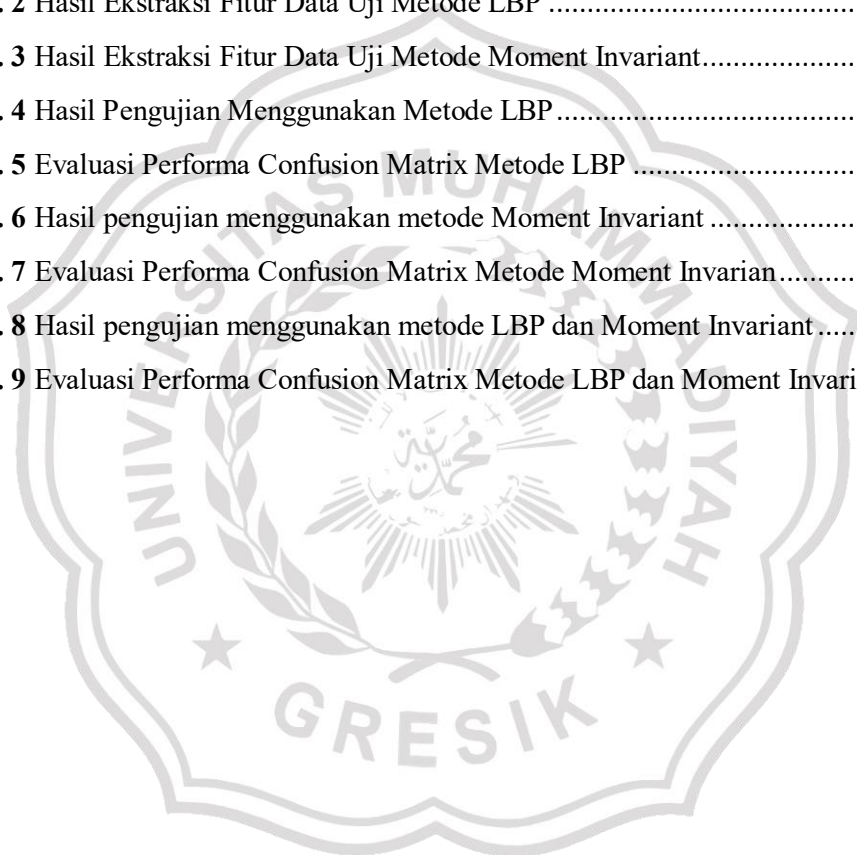 . 2 Hasil Ekstraksi Fitur Data Uji Metode LBP ....................................
. 3 Hasil Ekstraksi Fitur Data Uji Metode Moment Invariant...................
. 4 Hasil Pengujian Menggunakan Metode LBP....................................
. 5 Evaluasi Performa Confusion Matrix Metode LBP ..........................
. 6 Hasil pengujian menggunakan metode Moment Invariant .................
. 7 Evaluasi Performa Confusion Matrix Metode Moment Invarian.........
. 8 Hasil pengujian menggunakan metode LBP dan Moment Invariant.....
. 9 Evaluasi Performa Confusion Matrix Metode LBP dan Moment Invari
UNIVERSITAS MUHAMMADIYAH
GRESIK